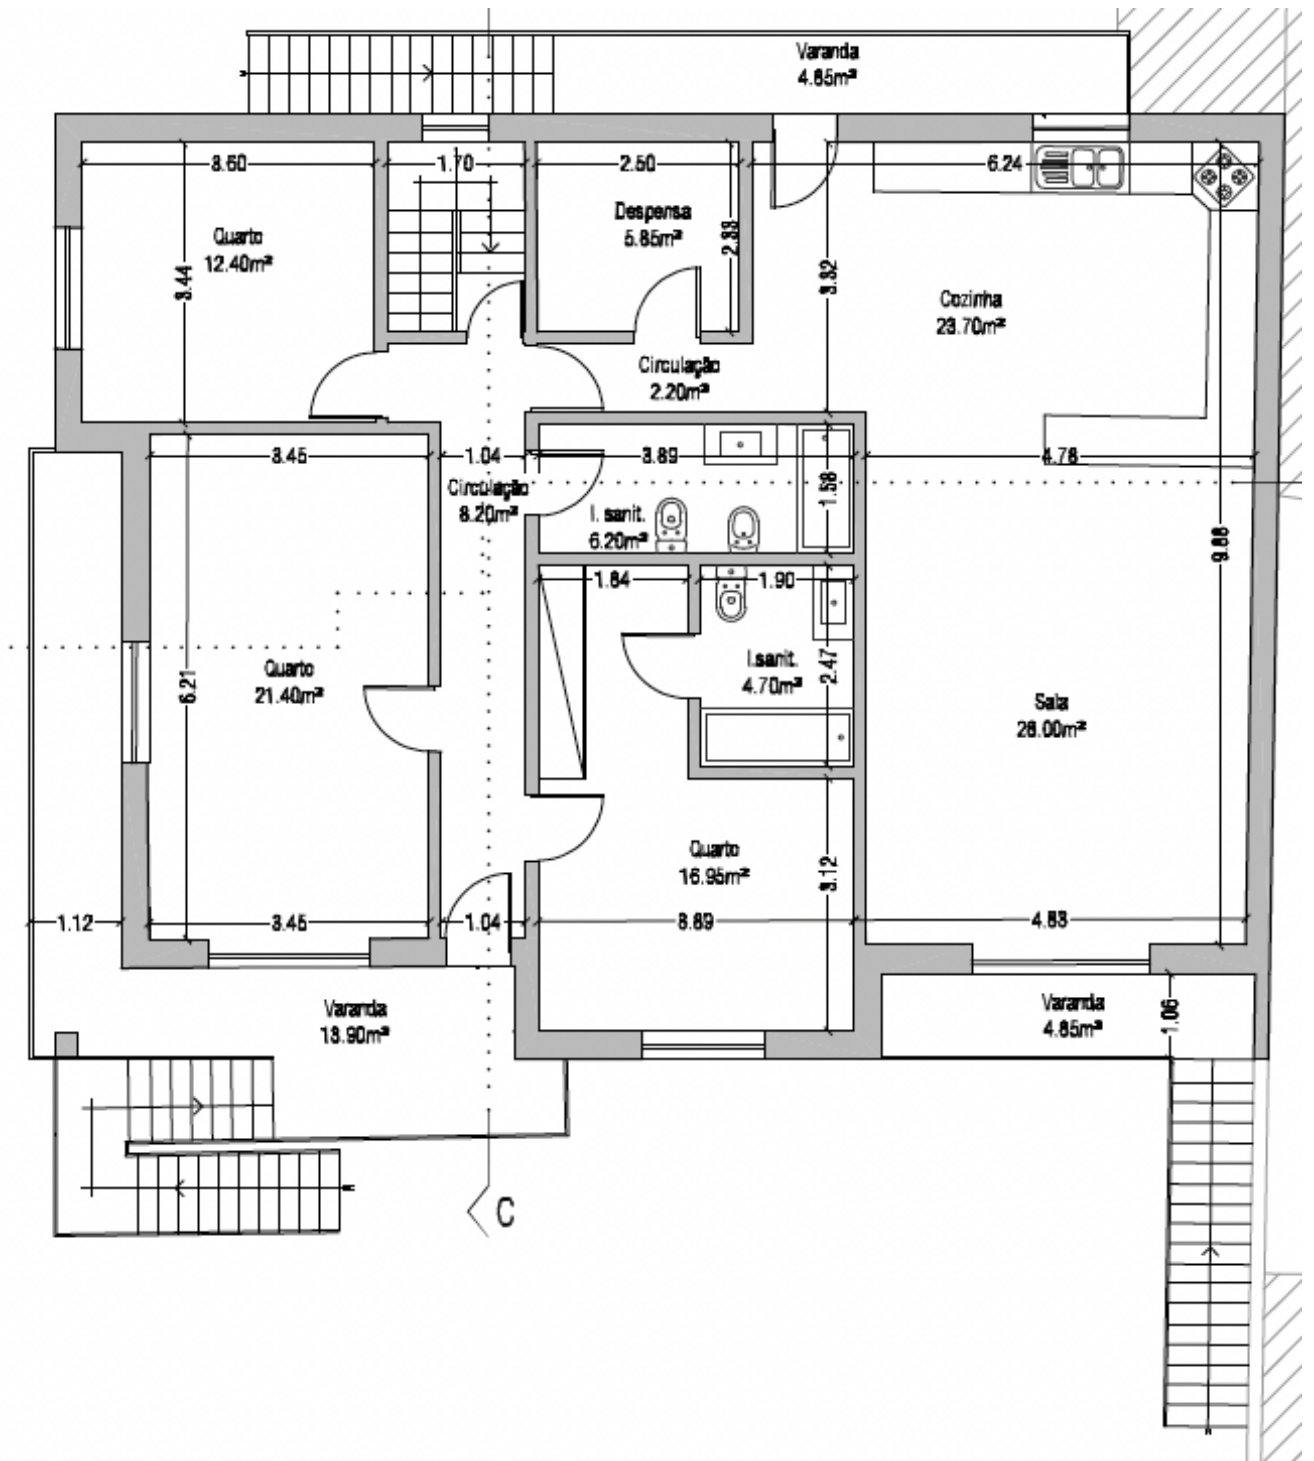 Varanda
4.85m²
3.60
1.70
2.50
6.24
Despensa
5.85m²
2.33
Quarto
12.40m²
3.44
3.32
Cozinha
23.70m²
Circulação
2.20m²
3.45
1.04
3.89
4.78
Circulação
8.20m²
1.58
I. sanit.
6.20m²
9.88
1.84
1.90
I.sanit.
4.70m²
2.47
Quarto
21.40m²
6.21
Sala
28.00m²
Quarto
16.95m²
3.12
1.12
3.45
1.04
3.89
4.83
Varanda
13.90m²
Varanda
4.85m²
1.06
C